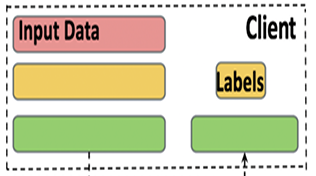 Input Data
Client
Labels